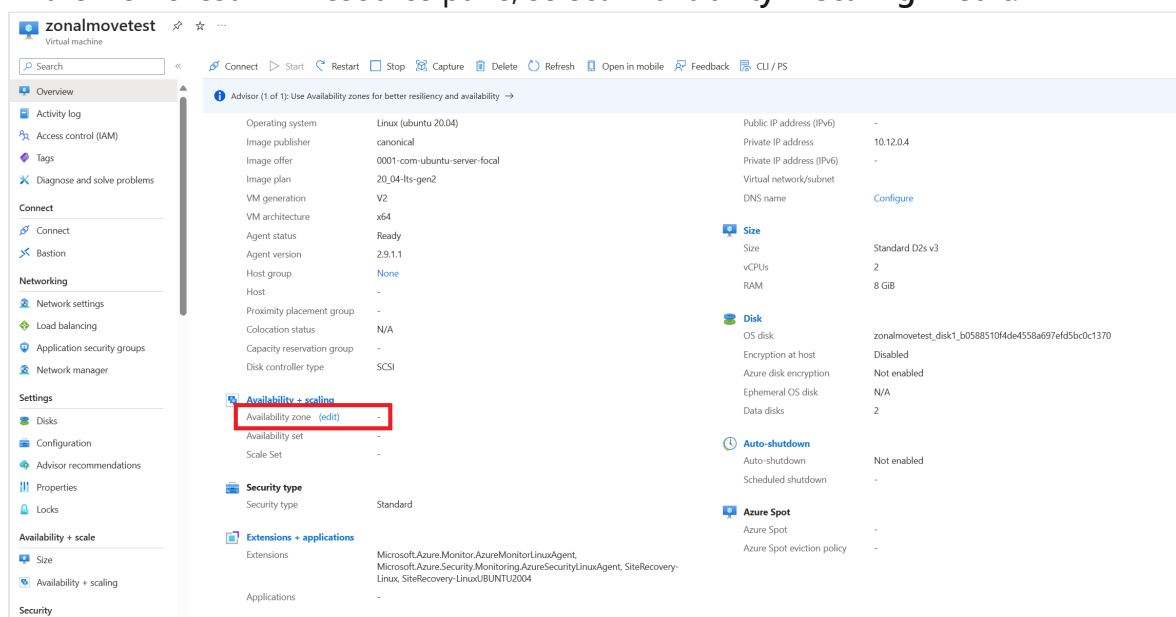 zonalmovetest
Virtual machine
Search
Overview
Activity log
Access control (IAM)
Tags
Diagnose and solve problems
Connect
Connect
Bastion
Networking
Network settings
Load balancing
Application security groups
Network manager
Settings
Disks
Configuration
Advisor recommendations
Properties
Locks
Availability + scale
Size
Availability + scaling
Security
Connect Start Restart Stop Capture Delete Refresh Open in mobile Feedback CLI / PS
Advisor (1 of 1): Use Availability zones for better resiliency and availability →
Operating system Linux (ubuntu 20.04)
Image publisher canonical
Image offer 0001-com-ubuntu-server-focal
Image plan 20_04-lts-gen2
VM generation V2
VM architecture x64
Agent status Ready
Agent version 2.9.1.1
Host group None
Host -
Proximity placement group -
Colocation status N/A
Capacity reservation group -
Disk controller type SCSI
Availability + scaling
Availability zone (edit) -
Availability set -
Scale Set -
Security type
Security type Standard
Extensions + applications
Extensions Microsoft.Azure.Monitor.AzureMonitorLinuxAgent,
Microsoft.Azure.Security.Monitoring.AzureSecurityLinuxAgent, SiteRecovery-
Linux, SiteRecovery-LinuxUBUNTU2004
Applications -
Public IP address (IPv6) -
Private IP address 10.12.0.4
Private IP address (IPv6) -
Virtual network/subnet
DNS name Configure
Size
Size Standard D2s v3
vCPUs 2
RAM 8 GiB
Disk
OS disk zonalmovetest_disk1_b0588510f4de4558a697efd5bc0c1370
Encryption at host Disabled
Azure disk encryption Not enabled
Ephemeral OS disk N/A
Data disks 2
Auto-shutdown
Auto-shutdown Not enabled
Scheduled shutdown -
Azure Spot
Azure Spot -
Azure Spot eviction policy -